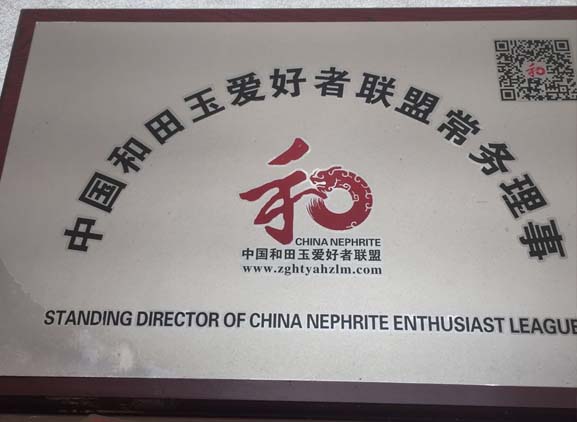 中国和田玉爱好者联盟常务理事
和
和
CHINA NEPHRITE
中国和田玉爱好者联盟
www.zghtyahzlm.com
STANDING DIRECTOR OF CHINA NEPHRITE ENTHUSIAST LEAGUE